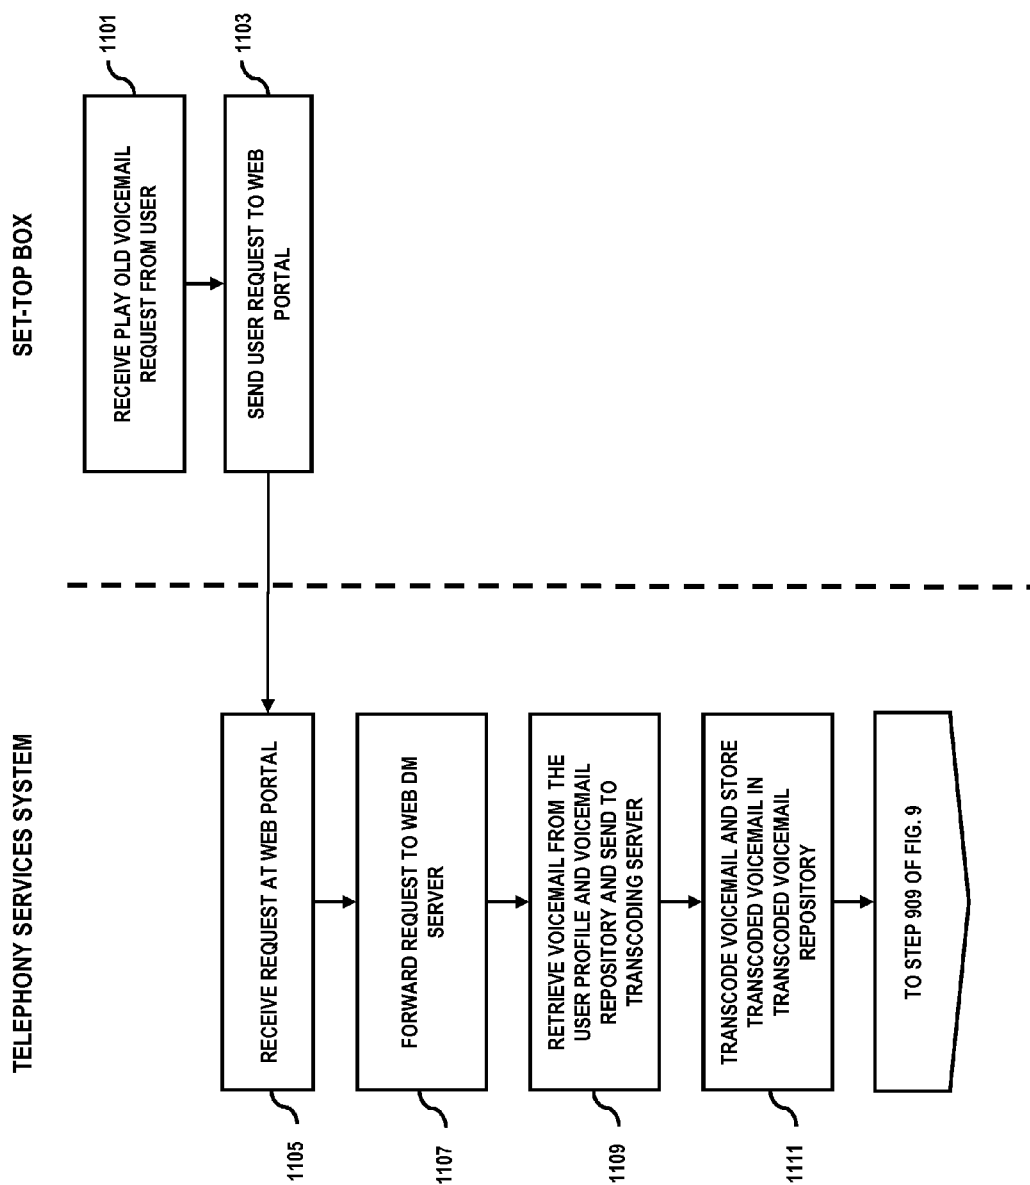 TELEPHONY SERVICES SYSTEM
SET-TOP BOX
RECEIVE PLAY OLD VOICEMAIL
REQUEST FROM USER
1101
SEND USER REQUEST TO WEB
PORTAL
1103
RECEIVE REQUEST AT WEB PORTAL
1105
FORWARD REQUEST TO WEB DM
SERVER
1107
RETRIEVE VOICEMAIL FROM THE
USER PROFILE AND VOICEMAIL
REPOSITORY AND SEND TO
TRANSCODING SERVER
1109
TRANSCODE VOICEMAIL AND STORE
TRANSCODED VOICEMAIL IN
TRANSCODED VOICEMAIL
REPOSITORY
1111
TO STEP 909 OF FIG. 9